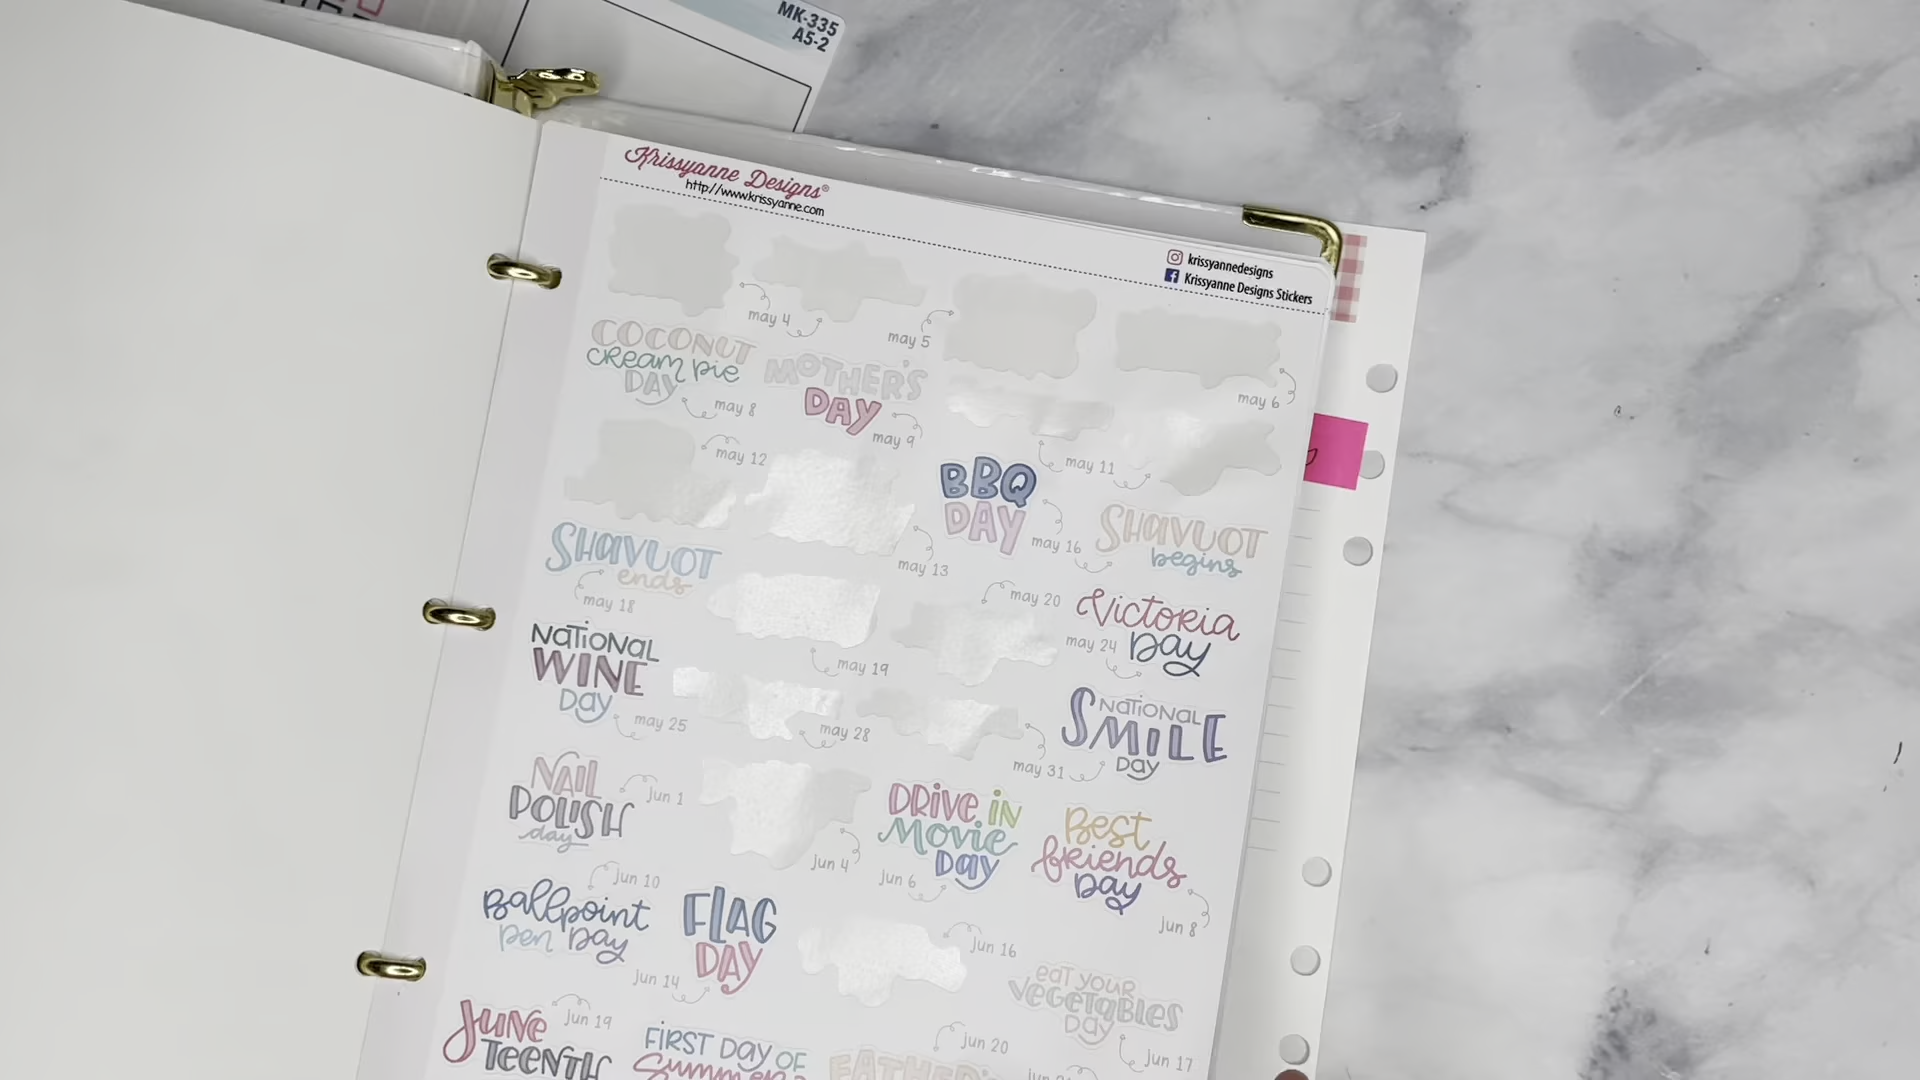 MK-335
A5-2
Krissyanne Designs®
http://www.krissyanne.com
krissyannedesigns
Krissyanne Designs Stickers
may 4
may 5
may 6
COCONUT
cream pie
DAY
may 8
MOTHER'S
DAY
may 9
may 11
may 12
may 13
BBQ
DAY
may 16
SHAVUOT
begins
SHAVUOT
ends
may 18
may 19
may 20
Victoria
Day
may 24
NATIONAL
WINE
Day
may 25
may 28
may 31
NATIONAL
SMILE
Day
NAIL
POLISH
day
jun 1
jun 4
DRIVE IN
Movie
Day
jun 6
Best
friends
Day
jun 8
jun 10
Ballpoint
pen Day
FLAG
DAY
jun 14
jun 16
eat your
VEGETABLES
Day
jun 17
JUNE
TEENTH
jun 19
FIRST DAY OF
Summer
jun 20
FATHER'S